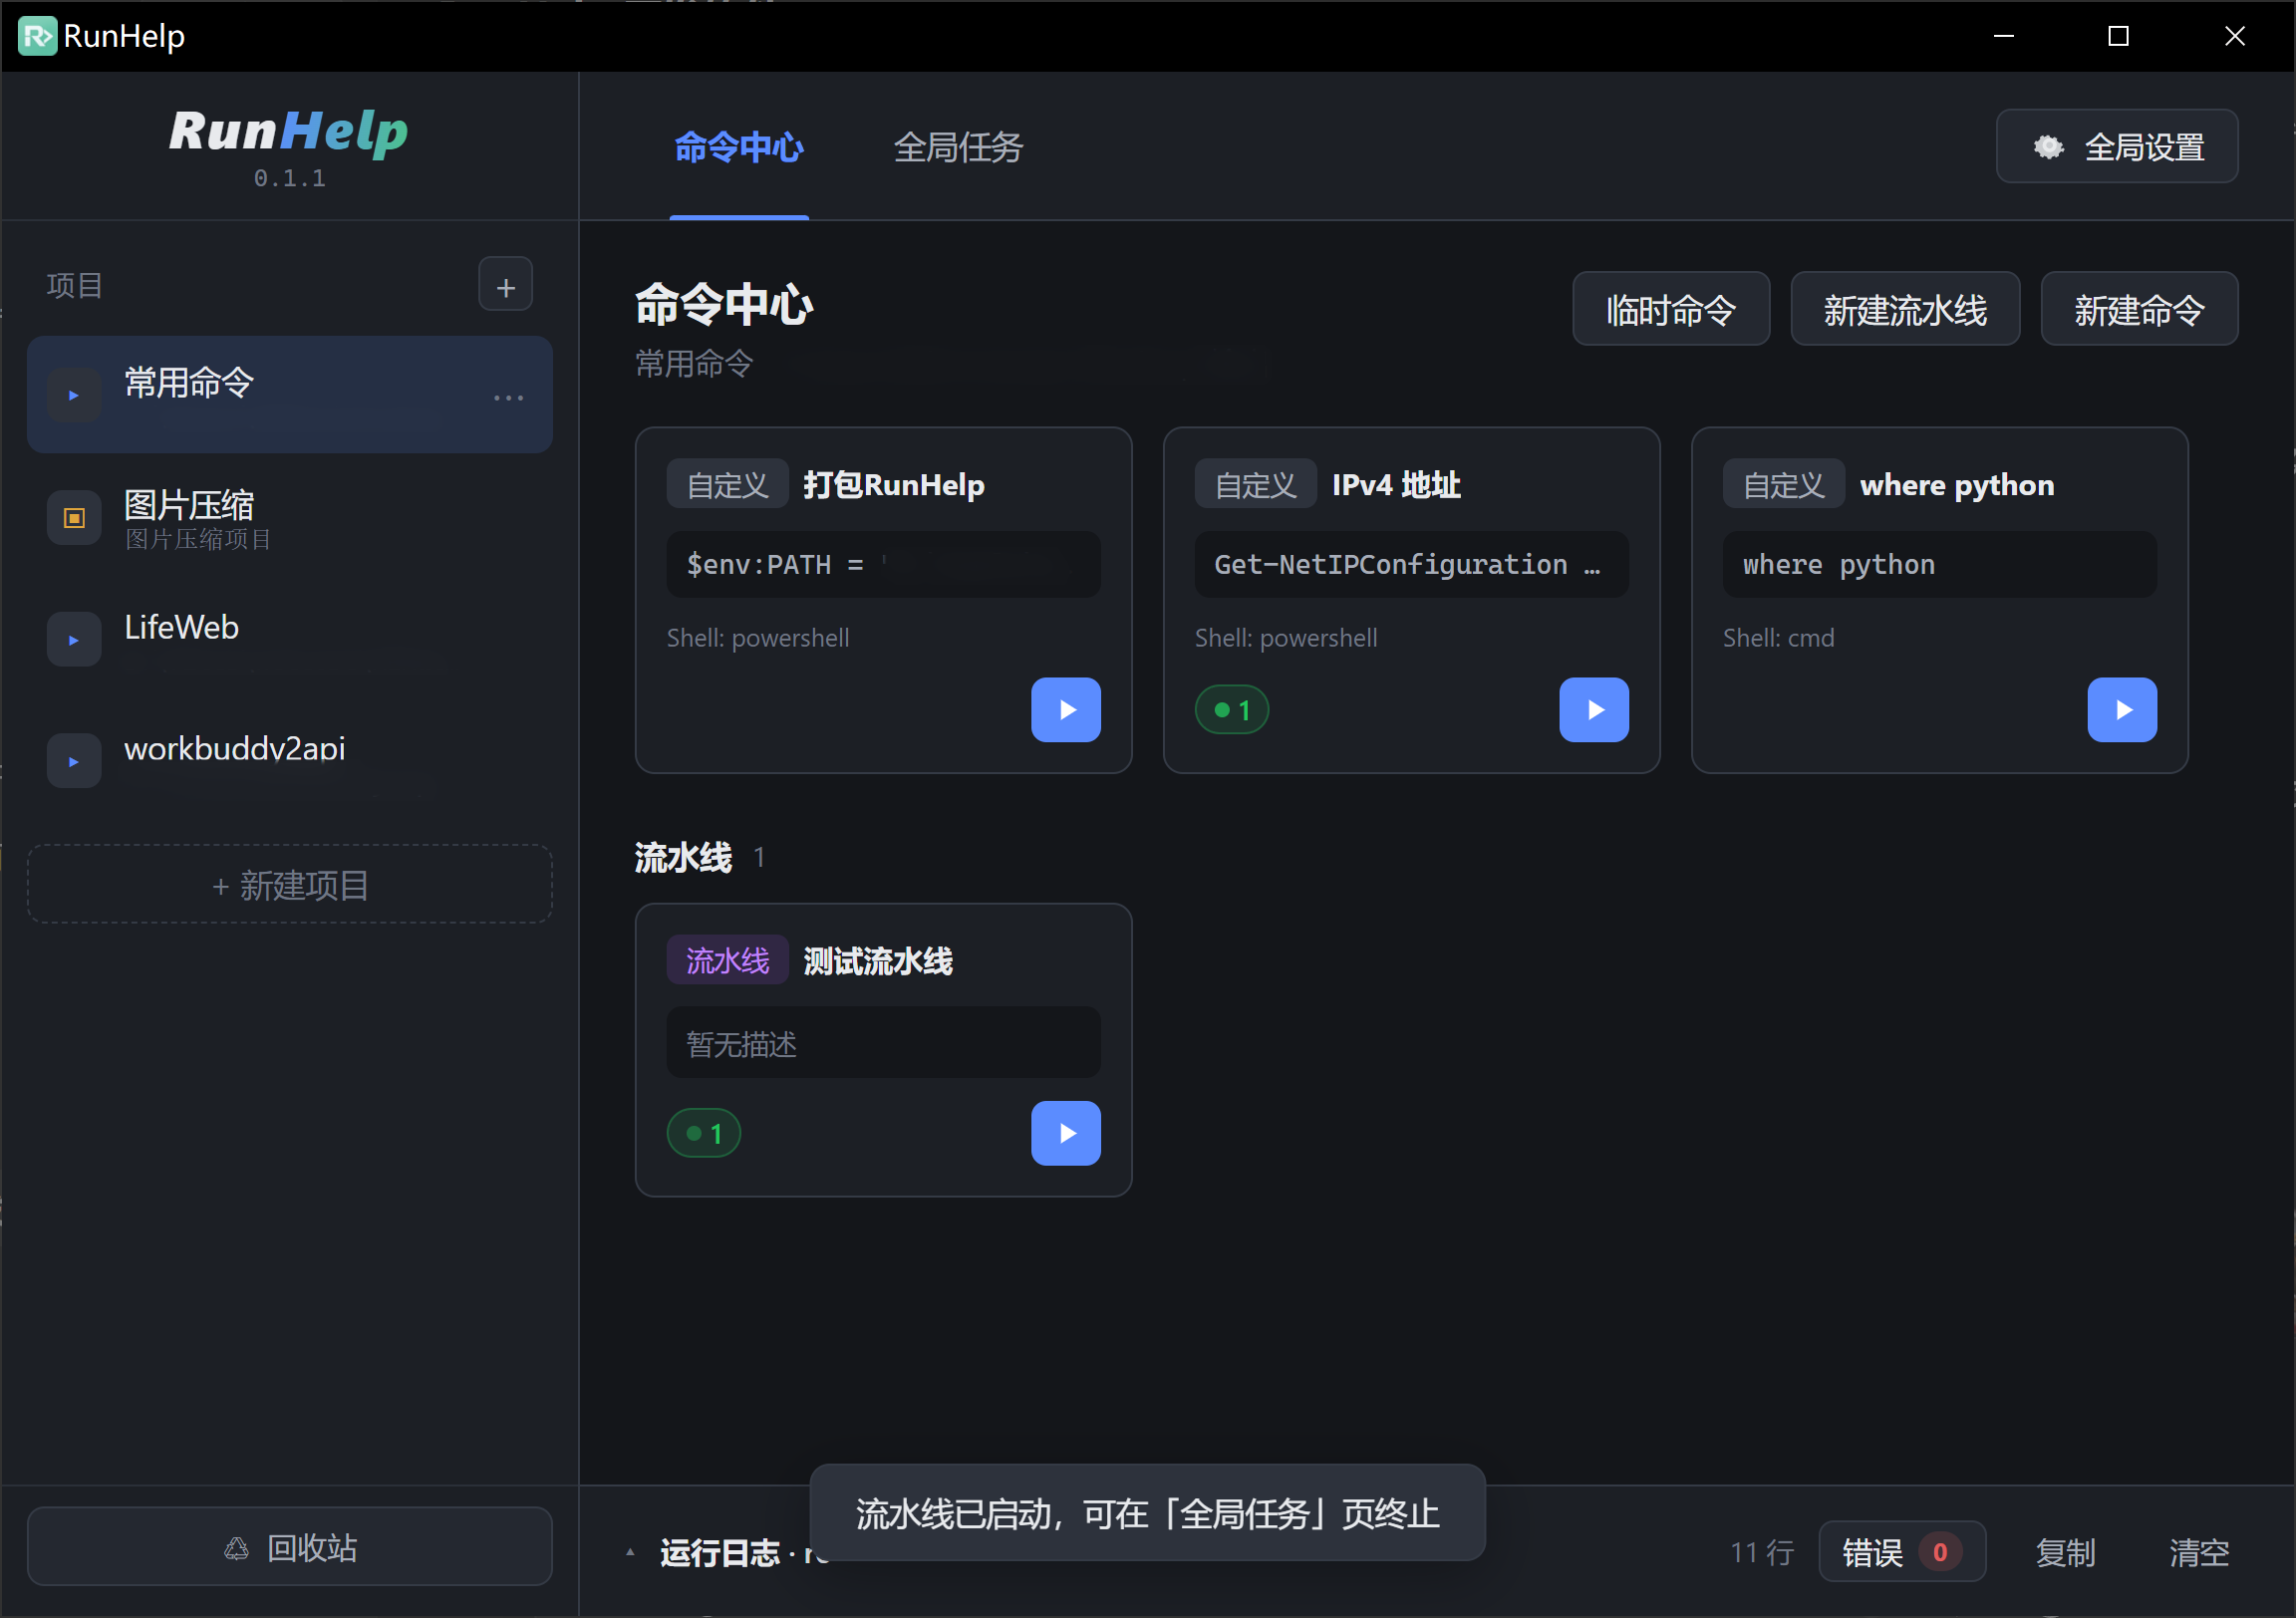 RunHelp
RunHelp
0.1.1
命令中心
全局任务
全局设置
项目
+
常用命令
...
图片压缩
图片压缩项目
LifeWeb
workbuddy2api
+ 新建项目
回收站
命令中心
常用命令
临时命令
新建流水线
新建命令
自定义 打包RunHelp
$env:PATH = '
Shell: powershell
自定义 IPv4 地址
Get-NetIPConfiguration …
Shell: powershell
1
自定义 where python
where python
Shell: cmd
流水线 1
流水线 测试流水线
暂无描述
1
流水线已启动，可在「全局任务」页终止
运行日志 ·
11 行
错误 0
复制
清空